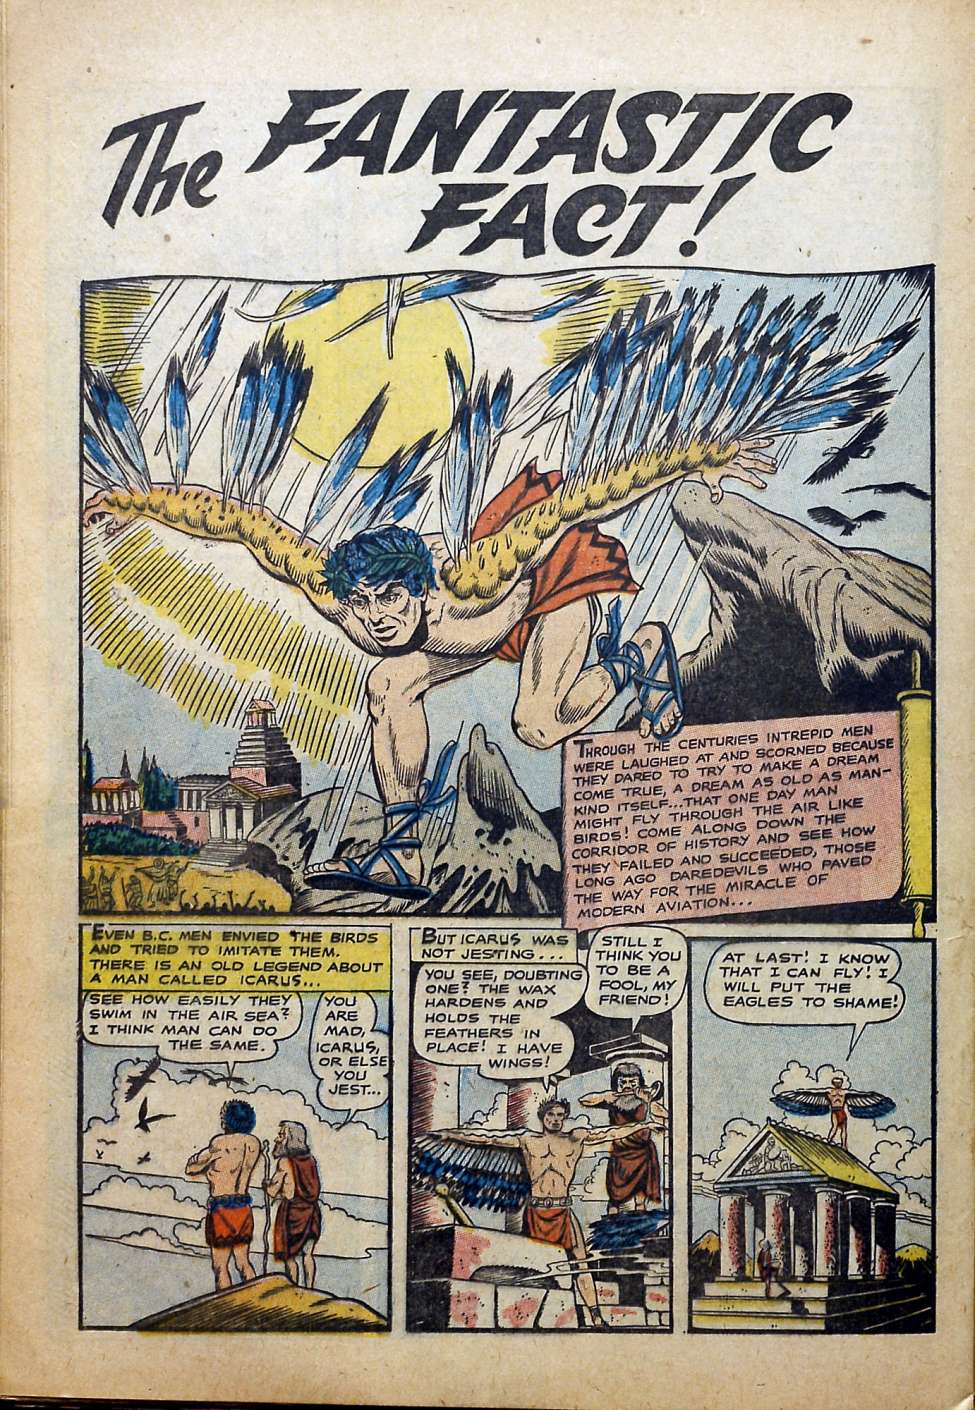 The FANTASTIC
FACT!
THROUGH THE CENTURIES INTREPID MEN
WERE LAUGHED AT AND SCORNED BECAUSE
THEY DARED TO TRY TO MAKE A DREAM
COME TRUE, A DREAM AS OLD AS MAN-
KIND ITSELF...THAT ONE DAY MAN
MIGHT FLY THROUGH THE AIR LIKE
BIRDS! COME ALONG DOWN THE
CORRIDOR OF HISTORY AND SEE HOW
THEY FAILED AND SUCCEEDED, THOSE
LONG AGO DAREDEVILS WHO PAVED
THE WAY FOR THE MIRACLE OF
MODERN AVIATION...
EVEN B.C. MEN ENVIED THE BIRDS
AND TRIED TO IMITATE THEM.
THERE IS AN OLD LEGEND ABOUT
A MAN CALLED ICARUS...
SEE HOW EASILY THEY
SWIM IN THE AIR SEA?
I THINK MAN CAN DO
THE SAME.
YOU
ARE
MAD,
ICARUS,
OR ELSE
YOU
JEST...
BUT ICARUS WAS
NOT JESTING...
YOU SEE, DOUBTING
ONE? THE WAX
HARDENS AND
HOLDS THE
FEATHERS IN
PLACE! I HAVE
WINGS!
STILL I
THINK YOU
TO BE A
FOOL, MY
FRIEND!
AT LAST! I KNOW
THAT I CAN FLY! I
WILL PUT THE
EAGLES TO SHAME!